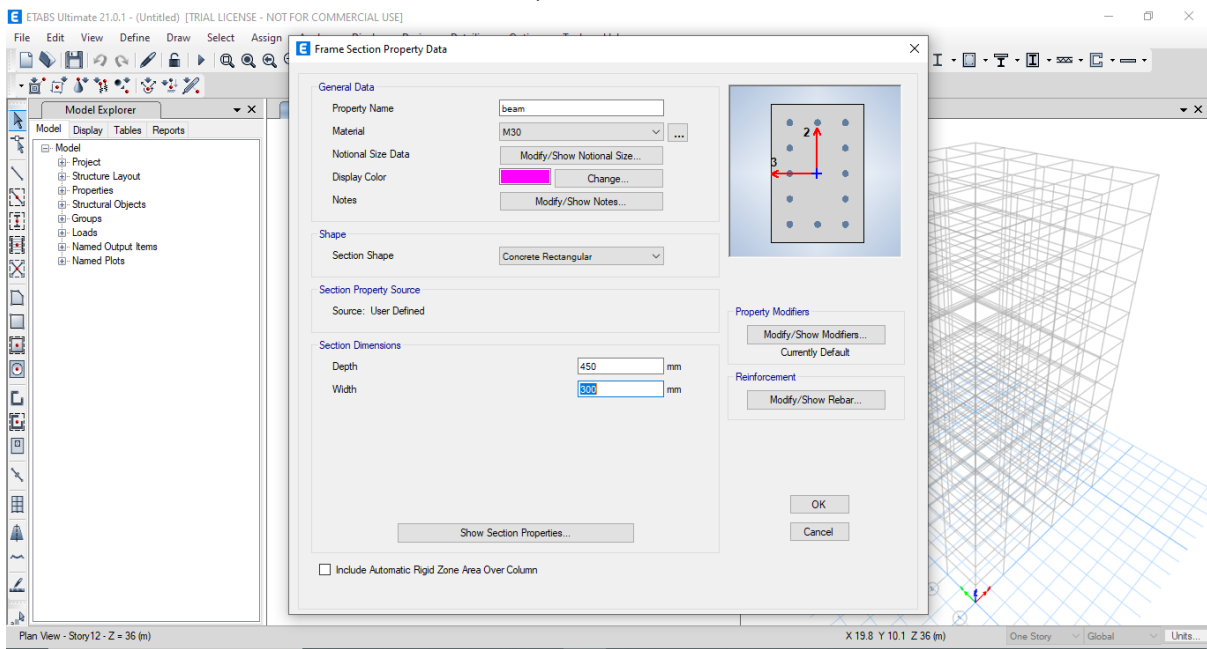 ETABS Ultimate 21.0.1 - (Untitled) [TRIAL LICENSE - NOT FOR COMMERCIAL USE]
File Edit View Define Draw Select Assign
Frame Section Property Data
Model Explorer
Model Display Tables Reports
Model
Project
Structure Layout
Properties
Structural Objects
Groups
Loads
Named Output Items
Named Plots
General Data
Property Name beam
Material M30 ...
Notional Size Data Modify/Show Notional Size...
Display Color Change...
Notes Modify/Show Notes...
Shape
Section Shape Concrete Rectangular
Section Property Source
Source: User Defined
Section Dimensions
Depth 450 mm
Width 300 mm
Show Section Properties...
Include Automatic Rigid Zone Area Over Column
2
3
Property Modifiers
Modify/Show Modifiers...
Currently Default
Reinforcement
Modify/Show Rebar...
OK
Cancel
Plan View - Story12 - Z = 36 (m) X 19.8 Y 10.1 Z 36 (m) One Story Global Units...